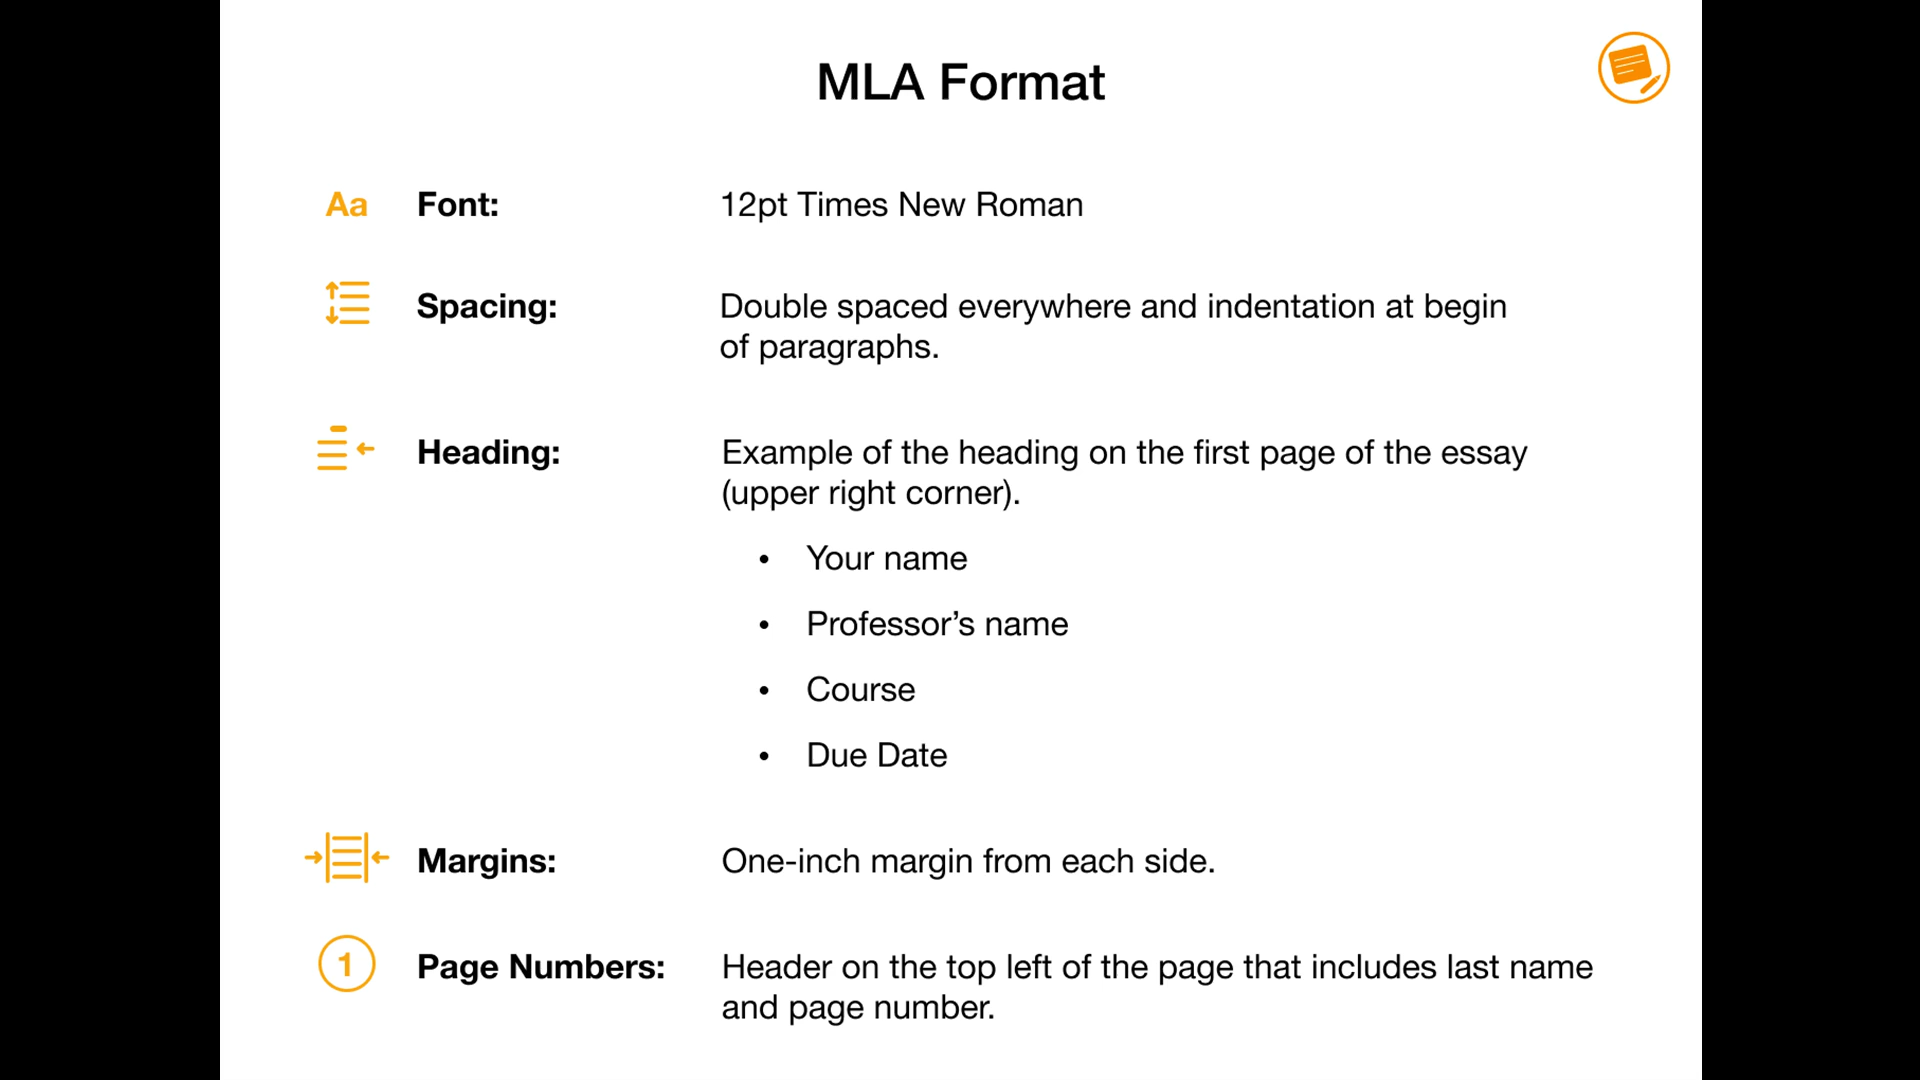 MLA Format
Aa Font: 12pt Times New Roman
Spacing: Double spaced everywhere and indentation at begin
of paragraphs.
Heading: Example of the heading on the first page of the essay
(upper right corner).
• Your name
• Professor’s name
• Course
• Due Date
Margins: One-inch margin from each side.
1 Page Numbers: Header on the top left of the page that includes last name
and page number.